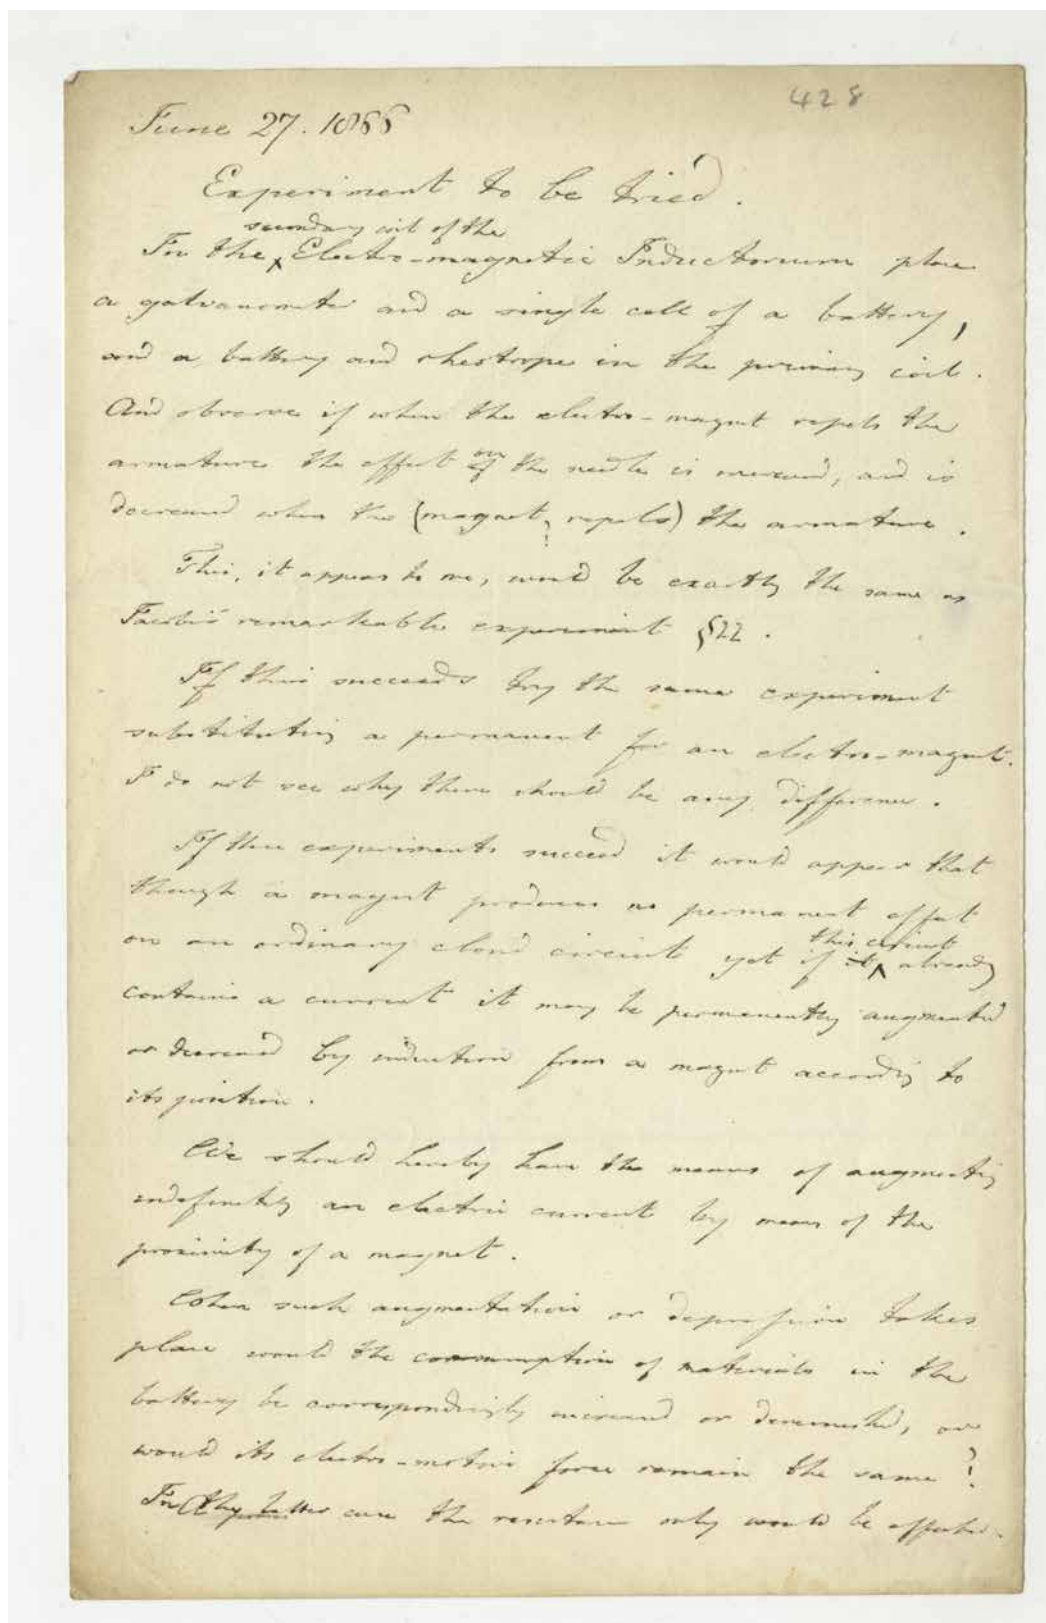 428
June 27. 1866
Experiment to be tried.
secondary coil of the
In the ^ Electro-magnetic Inductorium place
a galvanometer and a single cell of a battery,
and a battery and rheotrope in the primary coil.
And observe if when the electro-magnet repels the
armature the effect on the needle is increased, and is
decreased when the (magnet, repels) the armature.
This, it appears to me, would be exactly the same as
Jacobi's remarkable experiment §22.
If this succeeds try the same experiment
substituting a permanent for an electro-magnet.
I do not see why there should be any difference.
If these experiments succeed it would appear that
though a magnet produces no permanent effect
this circuit
on an ordinary closed circuit yet if it ^ already
contains a current it may be permanently augmented
or decreased by induction from a magnet according to
its position.
We should hereby have the means of augmenting
indefinitely an electric current by means of the
proximity of a magnet.
When such augmentation or depression takes
place would the consumption of materials in the
battery be correspondingly increased or diminished, or
would its electro-motive force remain the same?
In the latter case the resistance only would be affected.